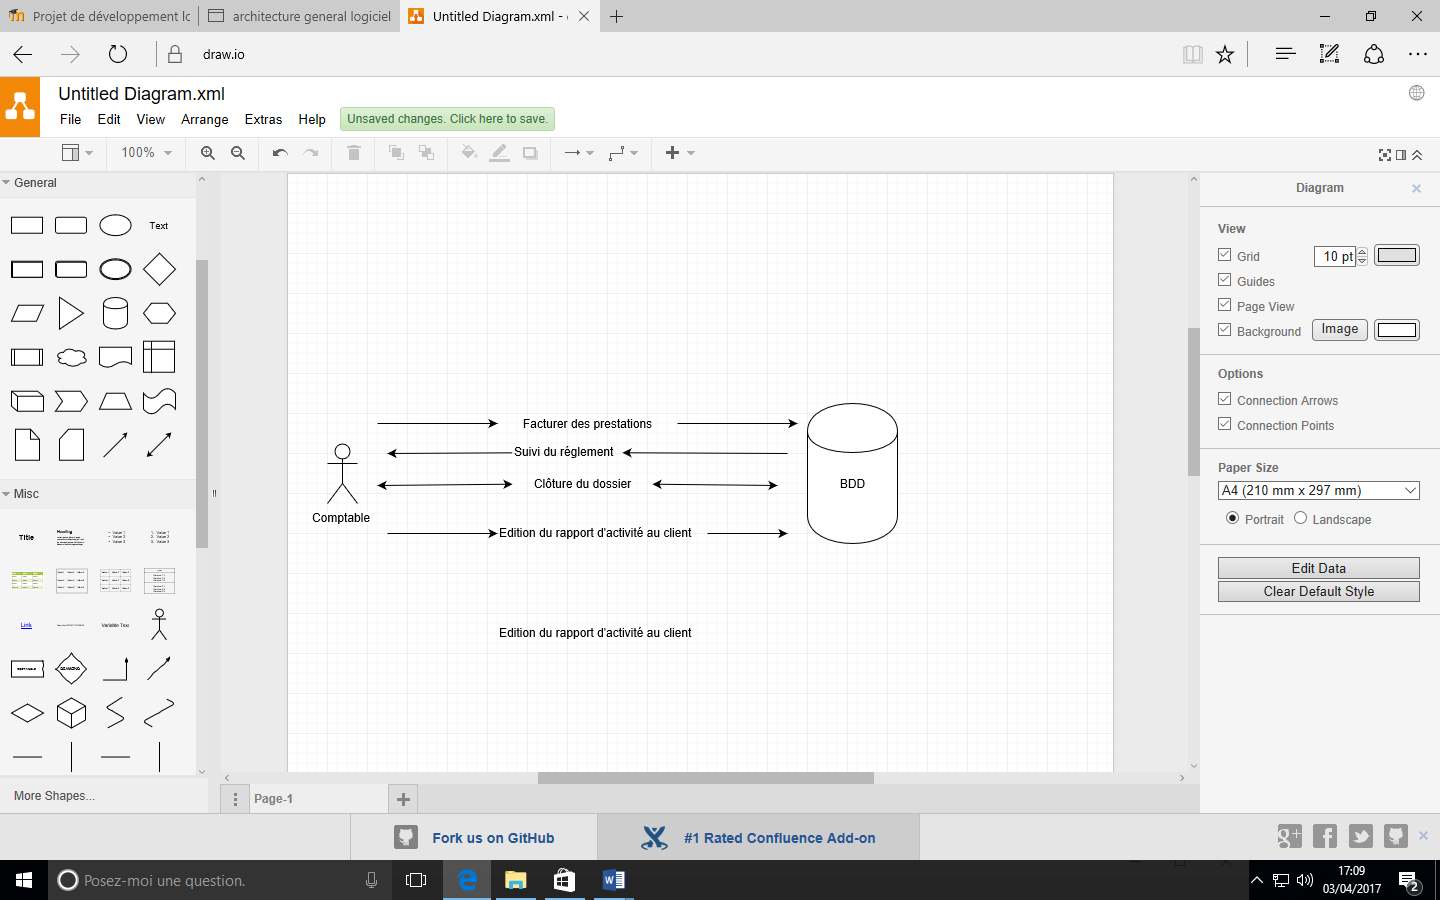 Projet de développement lo
architecture general logiciel
Untitled Diagram.xml -
draw.io
Untitled Diagram.xml
File Edit View Arrange Extras Help
Unsaved changes. Click here to save.
100%
General
Text
Misc
Title
Heading
Link
Variable Text
More Shapes...
Facturer des prestations
Suivi du réglement
Clôture du dossier
Comptable
Edition du rapport d'activité au client
BDD
Edition du rapport d'activité au client
Diagram
View
Grid
10 pt
Guides
Page View
Background
Image
Options
Connection Arrows
Connection Points
Paper Size
A4 (210 mm x 297 mm)
Portrait
Landscape
Edit Data
Clear Default Style
Page-1
Fork us on GitHub
#1 Rated Confluence Add-on
Posez-moi une question.
17:09
03/04/2017
2